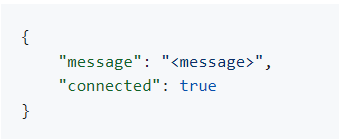 {
    "message": "<message>",
    "connected": true
}